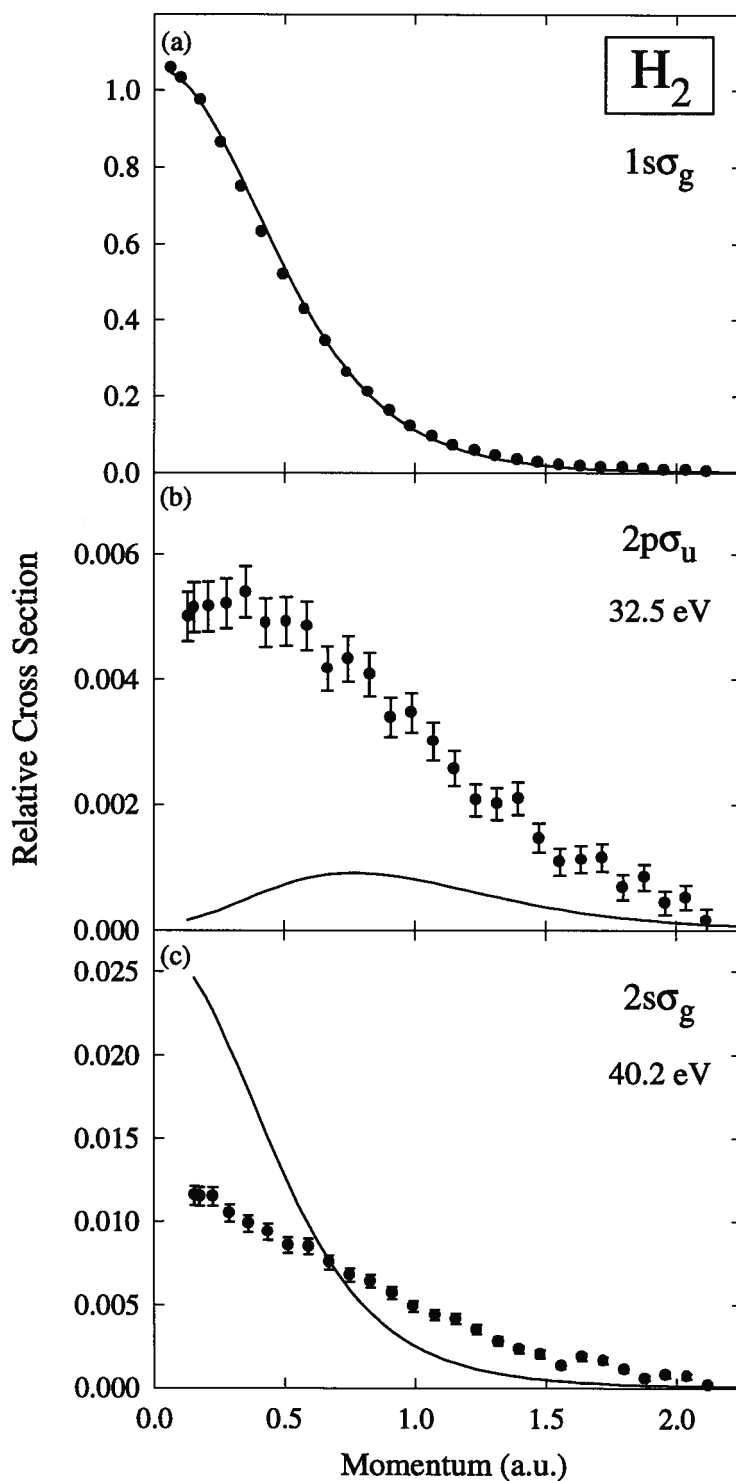 (a)
H₂
1sσg
1.0
0.8
0.6
0.4
0.2
0.0
(b)
2pσu
32.5 eV
0.006
0.004
0.002
0.000
Relative Cross Section
(c)
2sσg
40.2 eV
0.025
0.020
0.015
0.010
0.005
0.000
0.0 0.5 1.0 1.5 2.0
Momentum (a.u.)